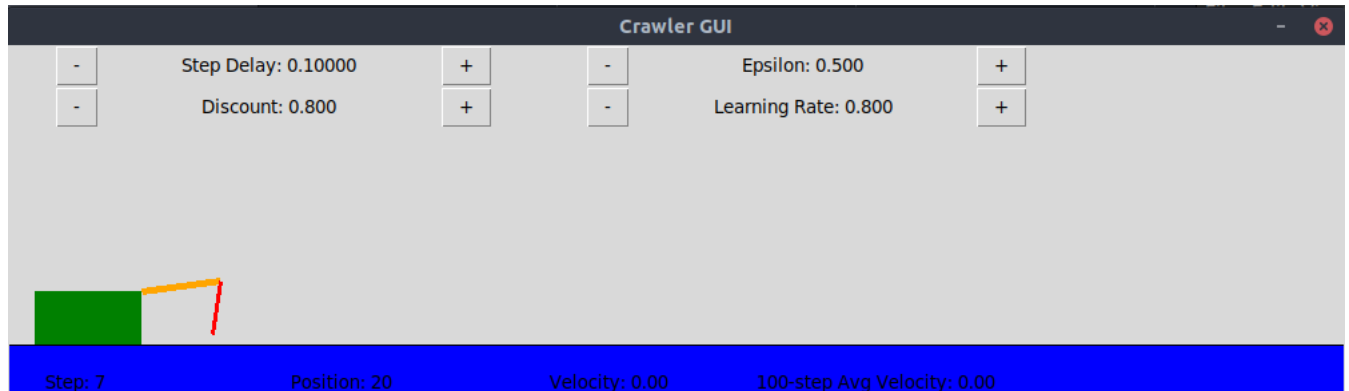 Crawler GUI
- Step Delay: 0.10000 + - Epsilon: 0.500 +
- Discount: 0.800 + - Learning Rate: 0.800 +
Step: 7 Position: 20 Velocity: 0.00 100-step Avg Velocity: 0.00